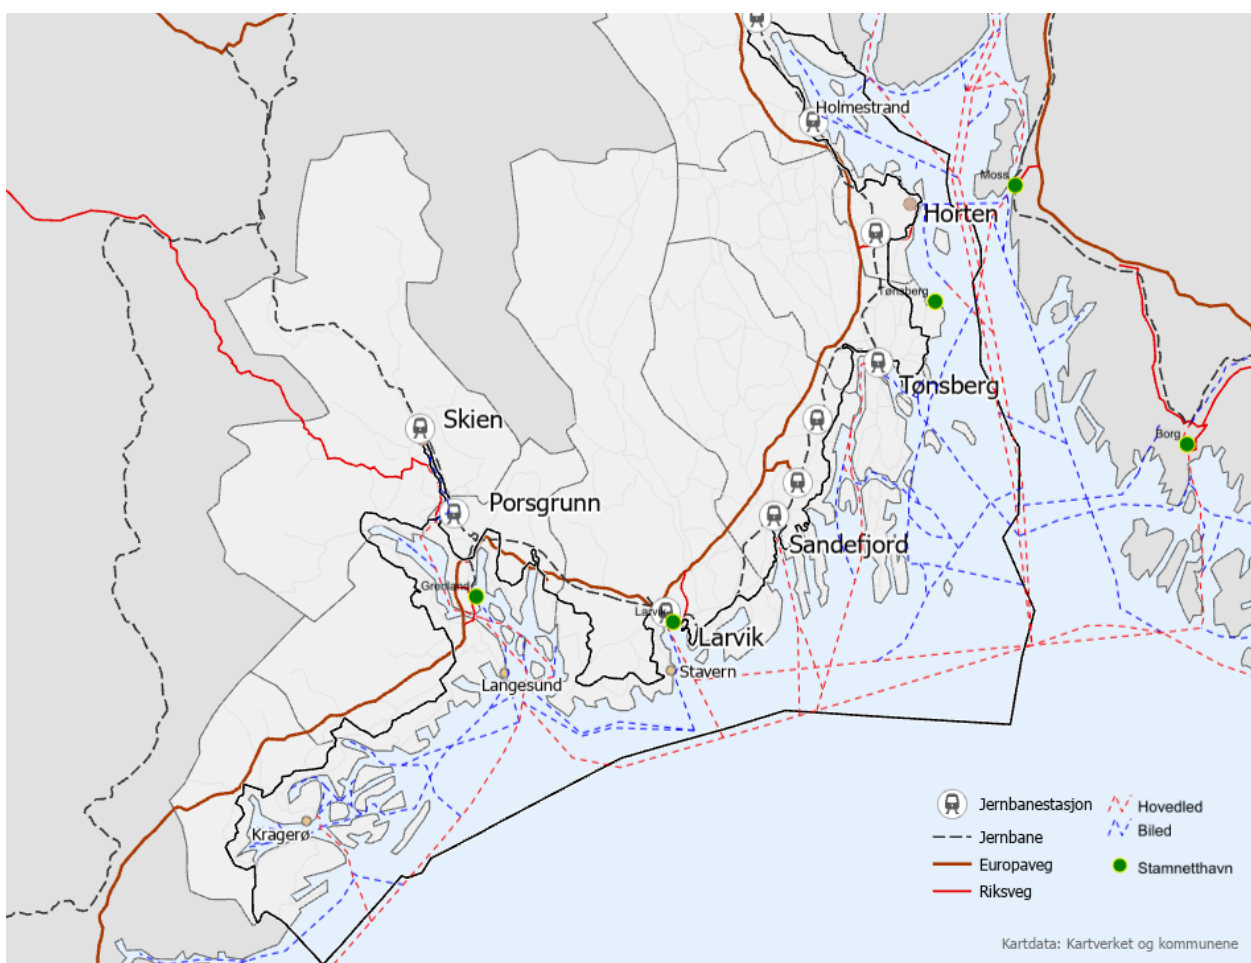 Holmestrand
Moss
Horten
Tønsberg
Tønsberg
Skien
Borg
Porsgrunn
Sandefjord
Grenland
Larvik
Larvik
Stavern
Langesund
Kragerø
Jernbanestasjon
Jernbane
Europaveg
Riksveg
Hovedled
Biled
Stamnetthavn
Kartdata: Kartverket og kommunene